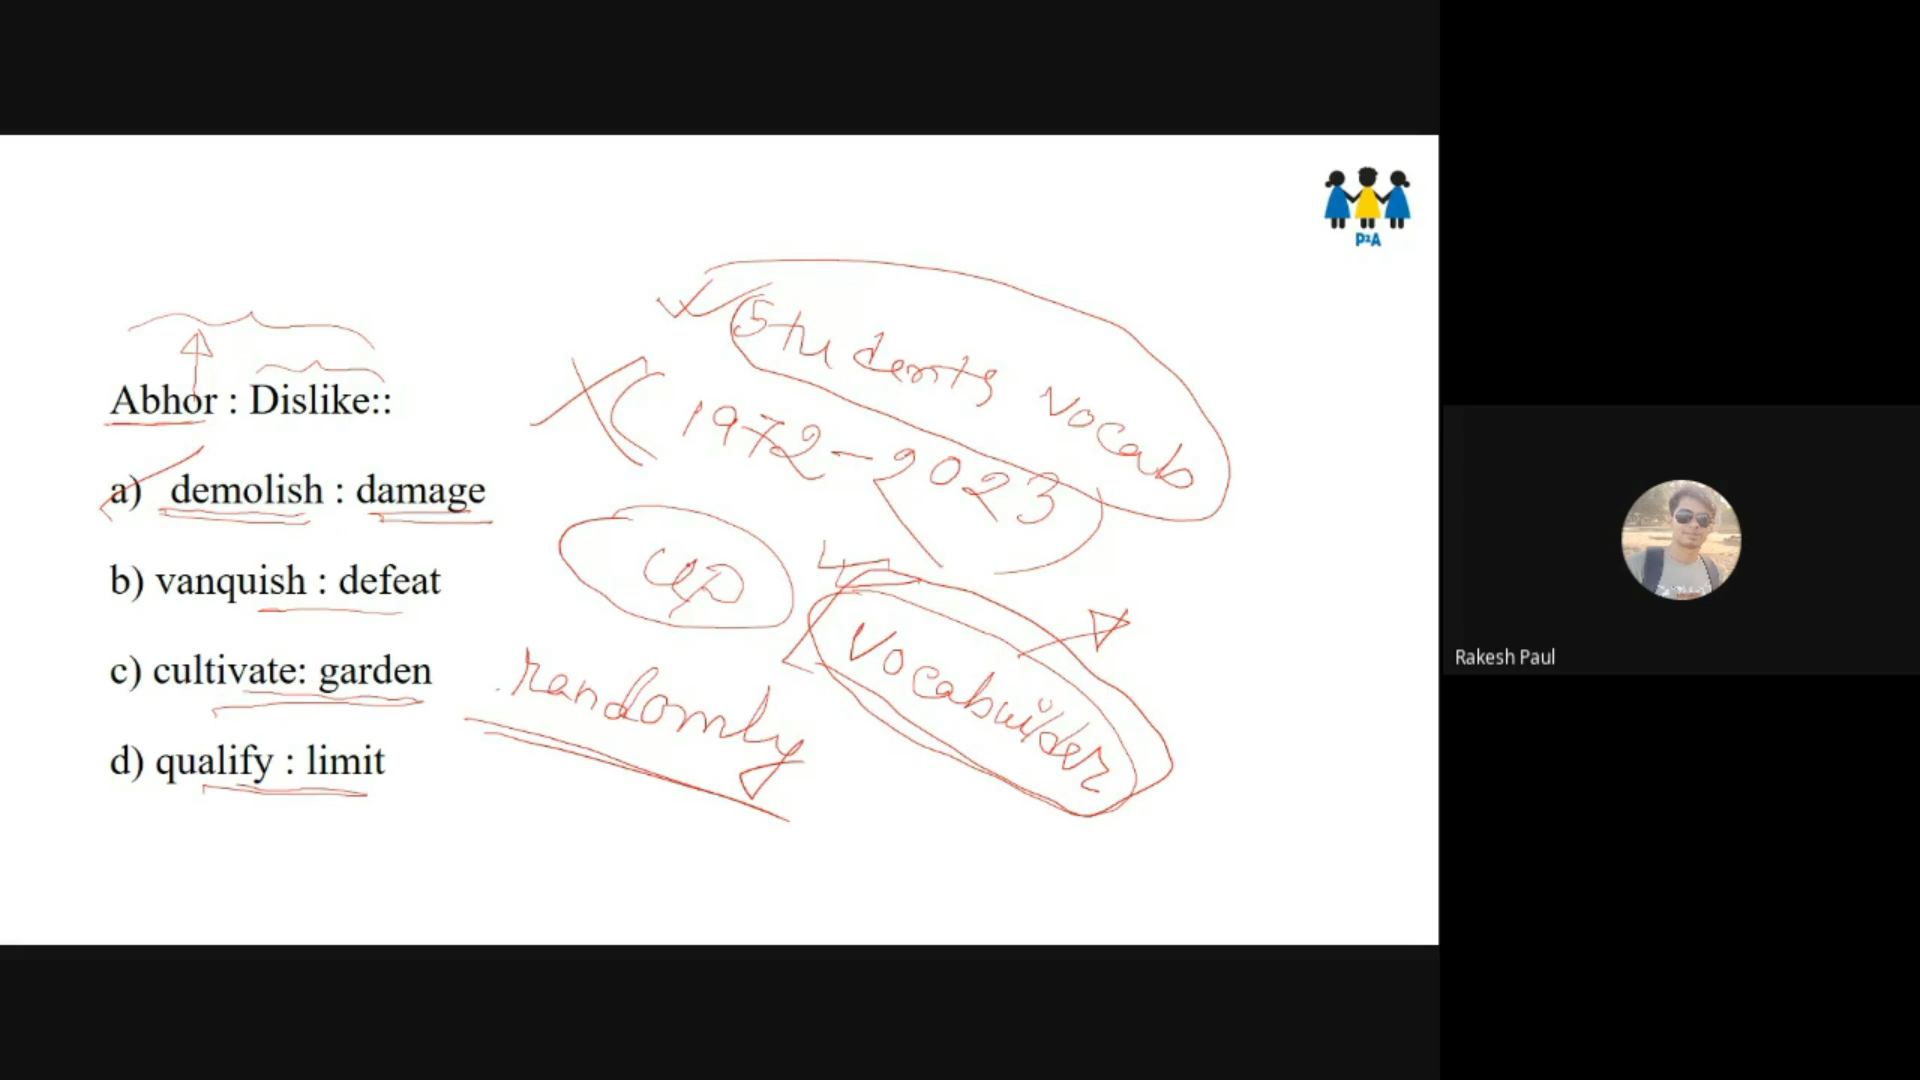 P²A
Students vocab
1972-2023
Abhor : Dislike::
a) demolish : damage
b) vanquish : defeat
up
c) cultivate: garden
randomly
Vocabuilder
d) qualify : limit
Rakesh Paul